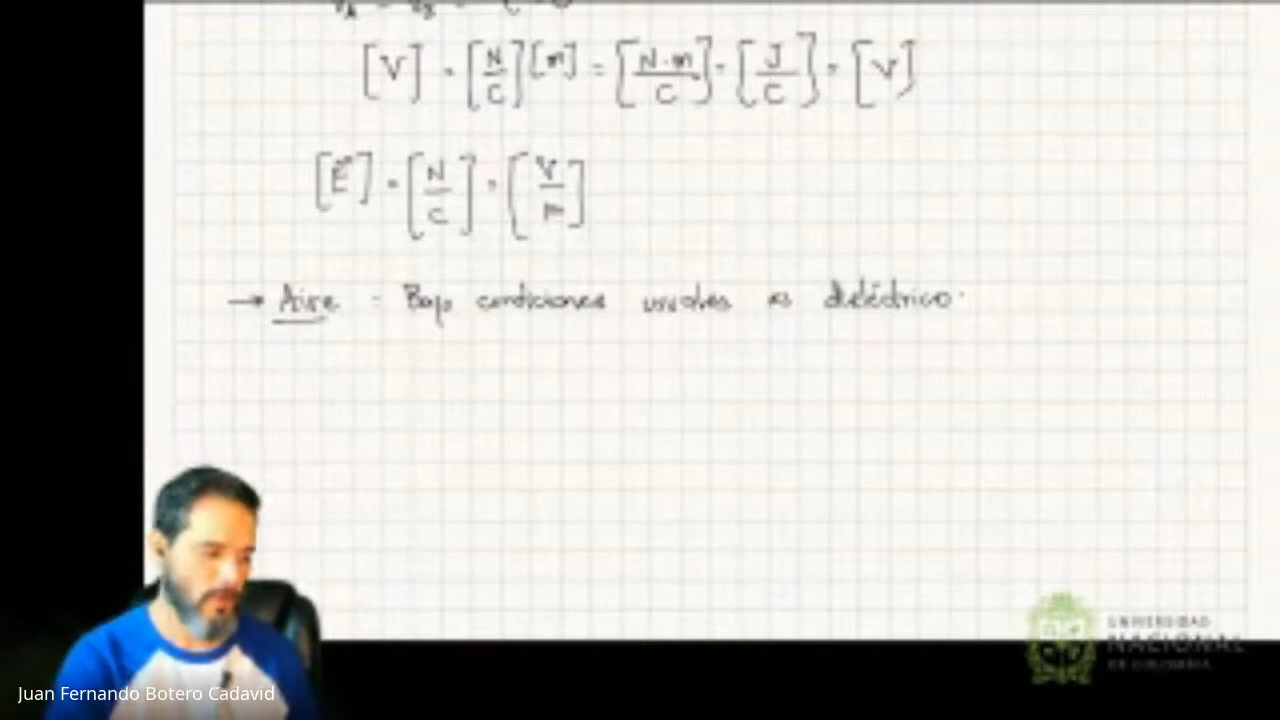 [V] = [N/C][m] = [N·m/C] = [J/C] = [V]
[E] = [N/C] = [V/m]
→ Aire : Bajo condiciones usuales es dieléctrico.
UNIVERSIDAD
NACIONAL
DE COLOMBIA
Juan Fernando Botero Cadavid